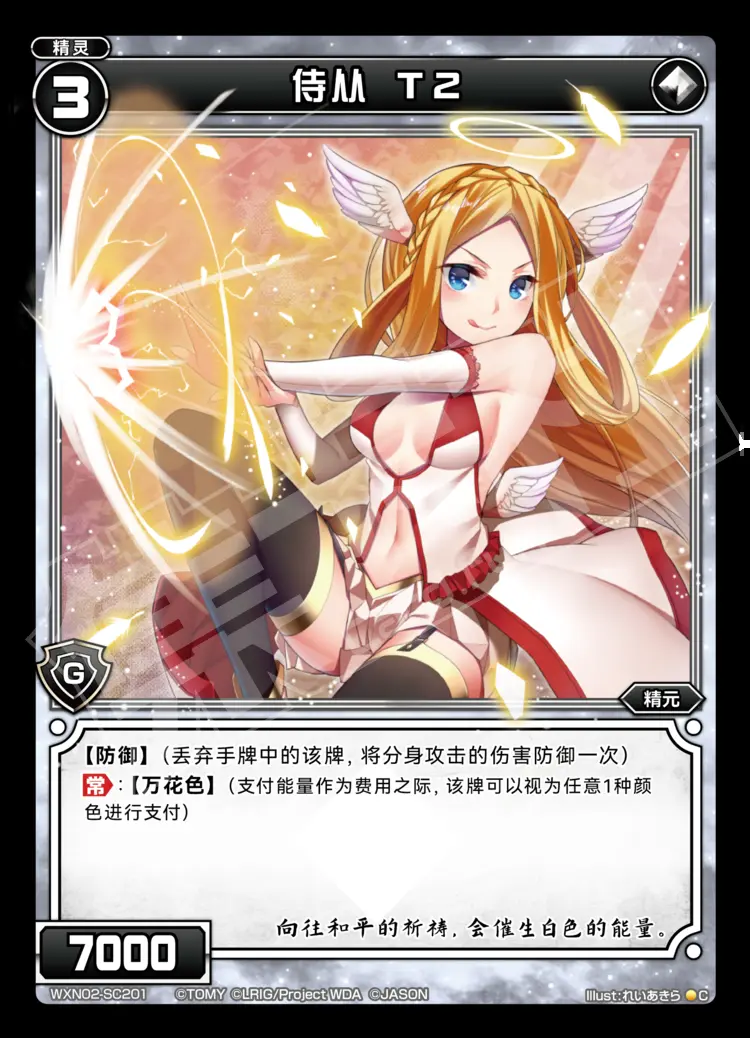 精灵
3
侍从 T2
G
精元
【防御】（丢弃手牌中的该牌，将分身攻击的伤害防御一次）
常：【万花色】（支付能量作为费用之际，该牌可以视为任意1种颜
色进行支付）
向往和平的祈祷，会催生白色的能量。
7000
WXN02-SC201 ©TOMY ©LRIG/Project WDA ©JASON Illust:れいあきら C